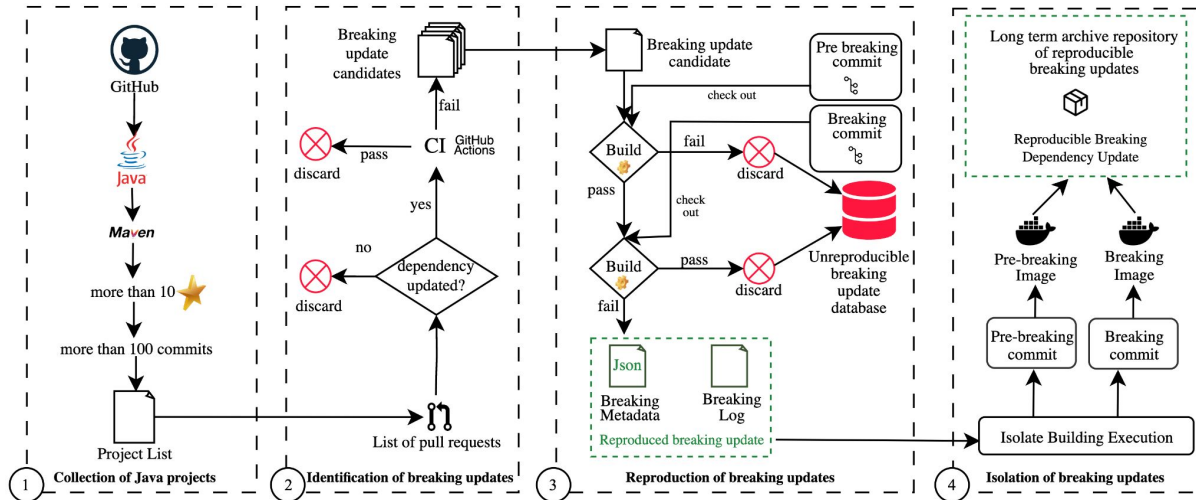 GitHub
Java
Maven
more than 10
more than 100 commits
Project List
1
Collection of Java projects
Breaking
update
candidates
fail
CI GitHub
Actions
pass
discard
yes
no
dependency
updated?
discard
List of pull requests
2
Identification of breaking updates
Breaking update
candidate
Pre breaking
commit
check out
Breaking
commit
Build
fail
discard
pass
check
out
Build
pass
discard
Unreproducible
breaking
update
database
fail
Json
Breaking
Metadata
Breaking
Log
Reproduced breaking update
3
Reproduction of breaking updates
Long term archive repository
of reproducible
breaking updates
Reproducible Breaking
Dependency Update
Pre-breaking
Image
Breaking
Image
Pre-breaking
commit
Breaking
commit
Isolate Building Execution
4
Isolation of breaking updates